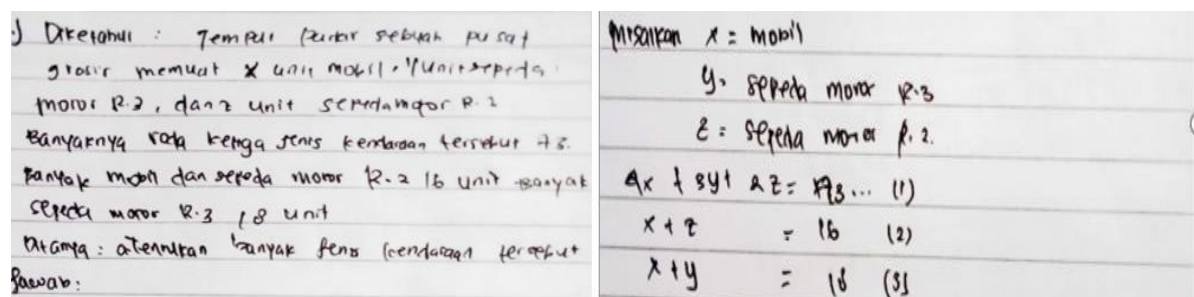 Diketahui : Tempat Parkir sebuah pusat
grosir memuat x unit mobil. y unit sepeda
motor R.3, dan z unit sepeda motor R.2
Banyaknya roda ketiga jenis kendaraan tersebut 73.
Banyak mobil dan sepeda motor R.2 16 unit Banyak
sepeda motor R.3 18 unit
Ditanya : banyak jenis kendaraan tersebut
Jawab :
Misalkan x = mobil
y = sepeda motor R.3
z = sepeda motor R.2.
4x + 3y + 2z = 73... (1)
x + z = 16 (2)
x + y = 18 (3)